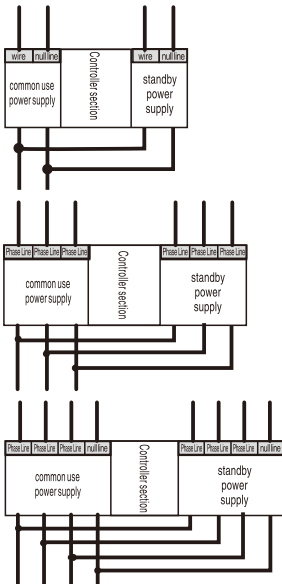 wire null line wire null line
common use
power supply
Controller section
standby
power
supply
Phase Line Phase Line Phase Line Phase Line Phase Line Phase Line
common use
power supply
Controller section
standby
power
supply
Phase Line Phase Line Phase Line null line Phase Line Phase Line Phase Line null line
common use
power supply
Controller section
standby
power
supply